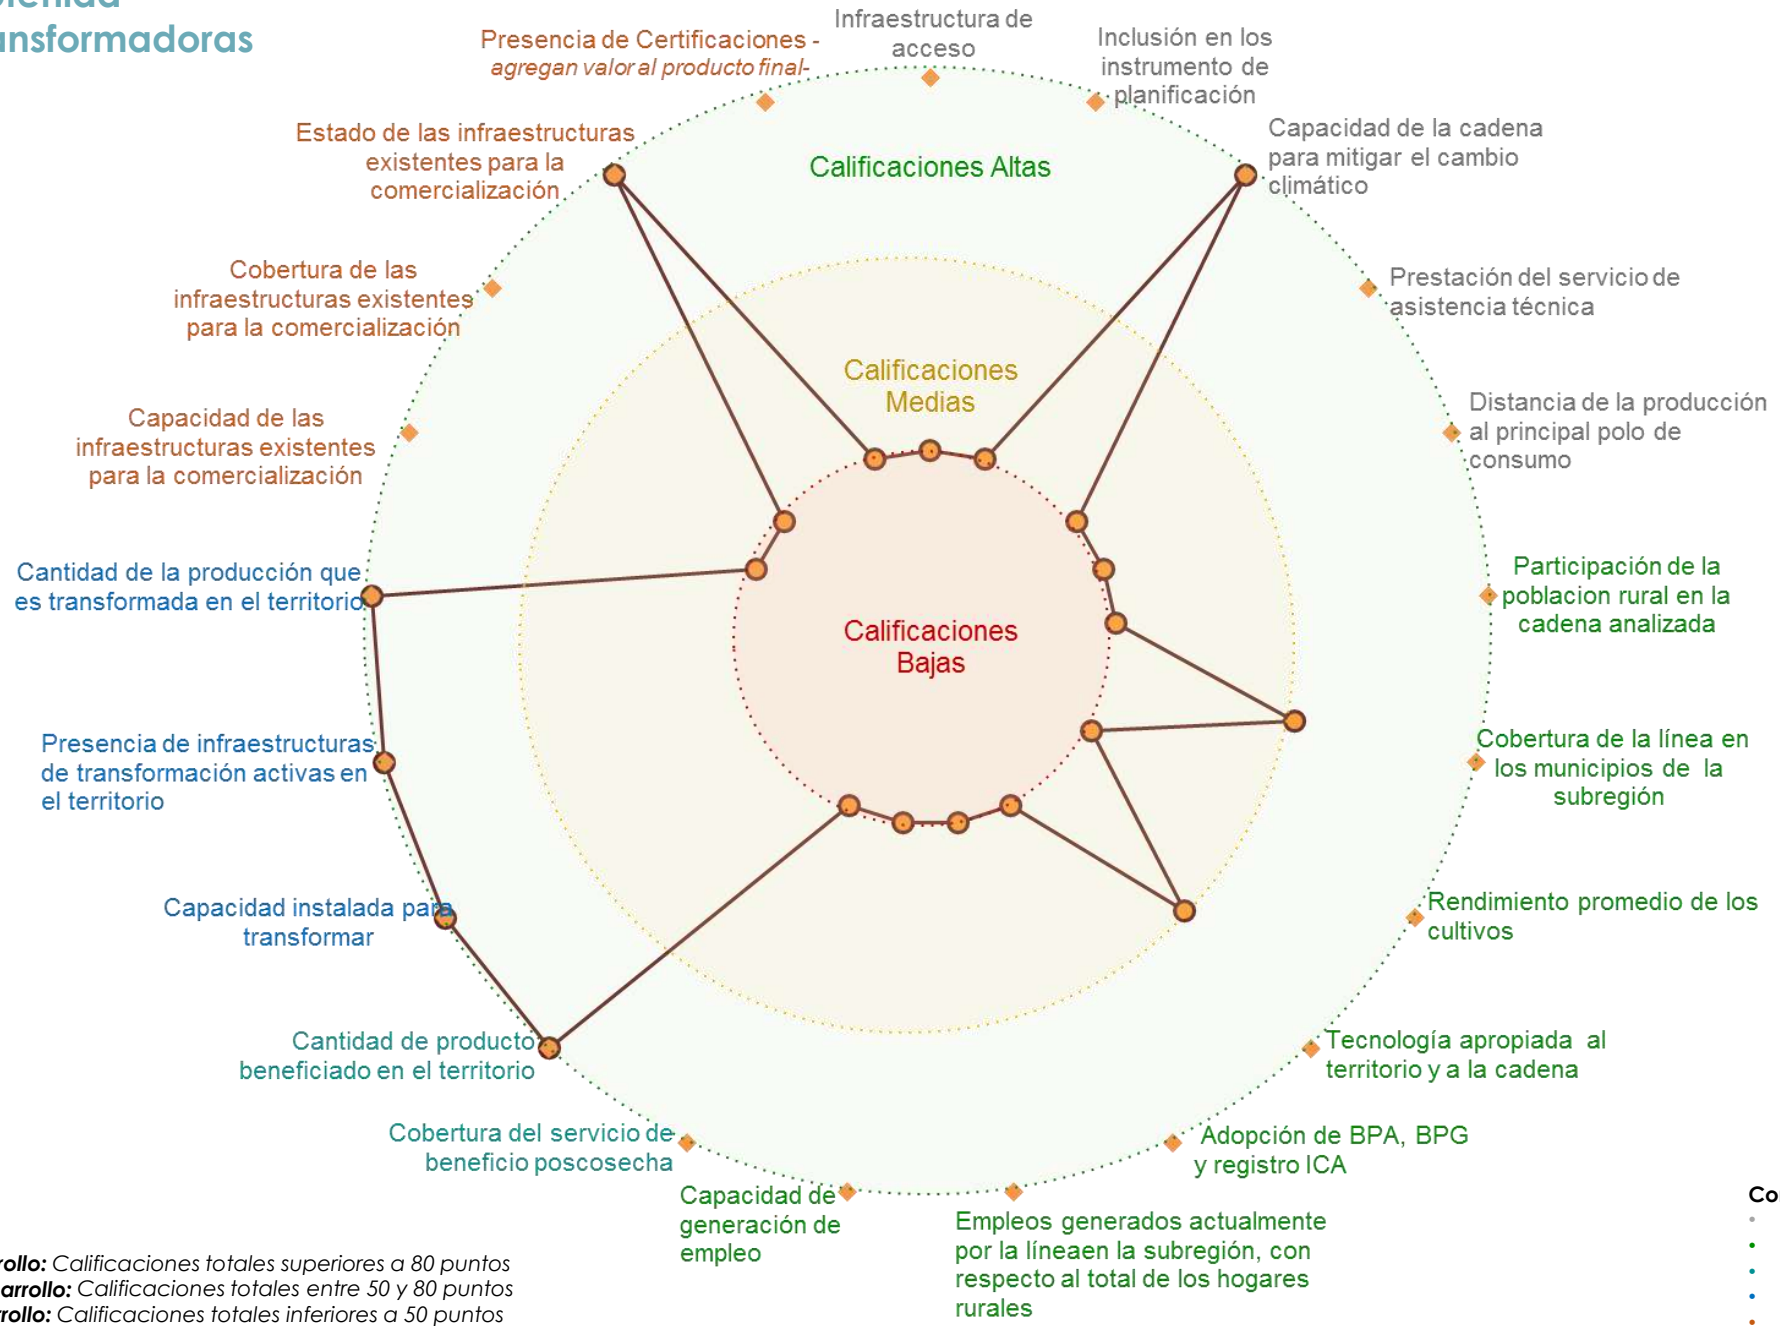 ansformadoras
Presencia de Certificaciones -
agregan valor al producto final-
Infraestructura de
acceso
Inclusión en los
instrumento de
planificación
Estado de las infraestructuras
existentes para la
comercialización
Calificaciones Altas
Capacidad de la cadena
para mitigar el cambio
climático
Cobertura de las
infraestructuras existentes
para la comercialización
Prestación del servicio de
asistencia técnica
Calificaciones
Medias
Capacidad de las
infraestructuras existentes
para la comercialización
Distancia de la producción
al principal polo de
consumo
Cantidad de la producción que
es transformada en el territorio
Participación de la
poblacion rural en la
cadena analizada
Calificaciones
Bajas
Presencia de infraestructuras
de transformación activas en
el territorio
Cobertura de la línea en
los municipios de la
subregión
Capacidad instalada para
transformar
Rendimiento promedio de los
cultivos
Cantidad de producto
beneficiado en el territorio
Tecnología apropiada al
territorio y a la cadena
Cobertura del servicio de
beneficio poscosecha
Adopción de BPA, BPG
y registro ICA
Capacidad de
generación de
empleo
Empleos generados actualmente
por la líneaen la subregión, con
respecto al total de los hogares
rurales
rollo: Calificaciones totales superiores a 80 puntos
arrollo: Calificaciones totales entre 50 y 80 puntos
rrollo: Calificaciones totales inferiores a 50 puntos